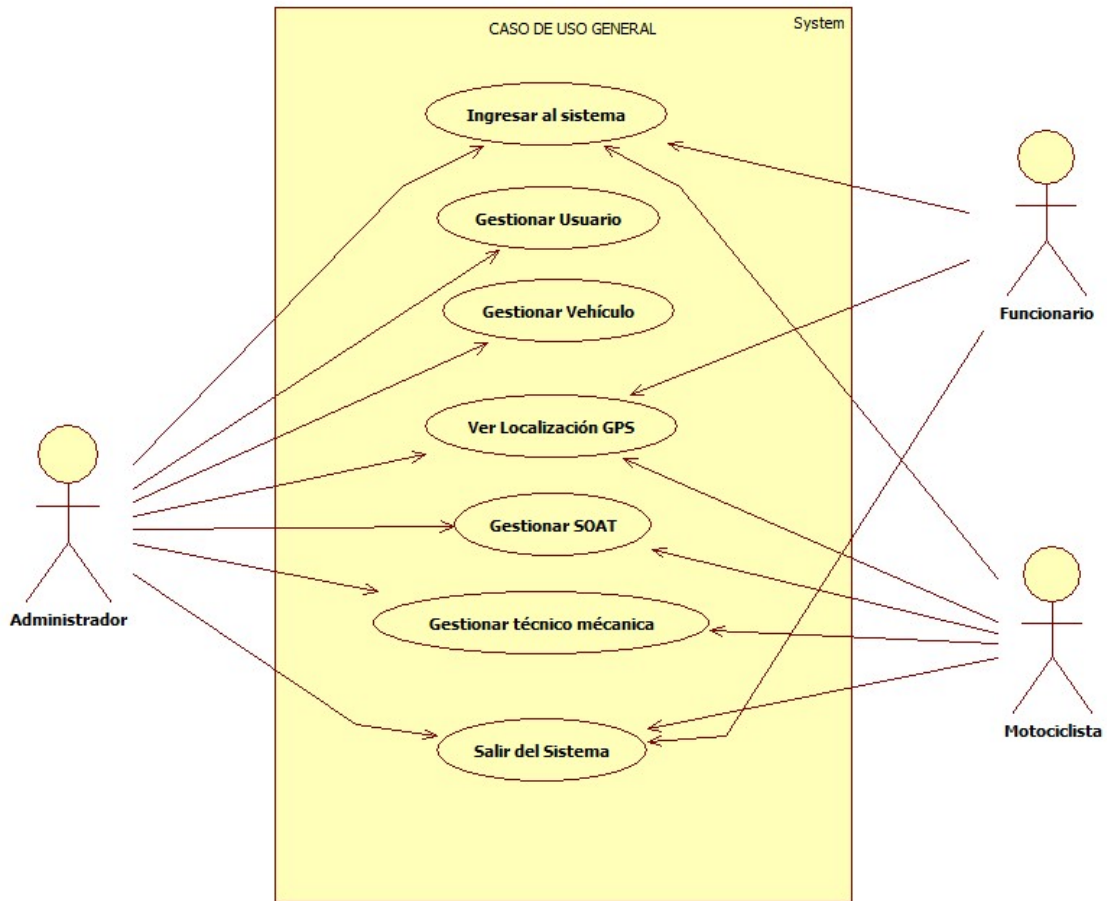 CASO DE USO GENERAL
System
Ingresar al sistema
Gestionar Usuario
Gestionar Vehículo
Funcionario
Ver Localización GPS
Gestionar SOAT
Administrador
Gestionar técnico mécanica
Motociclista
Salir del Sistema